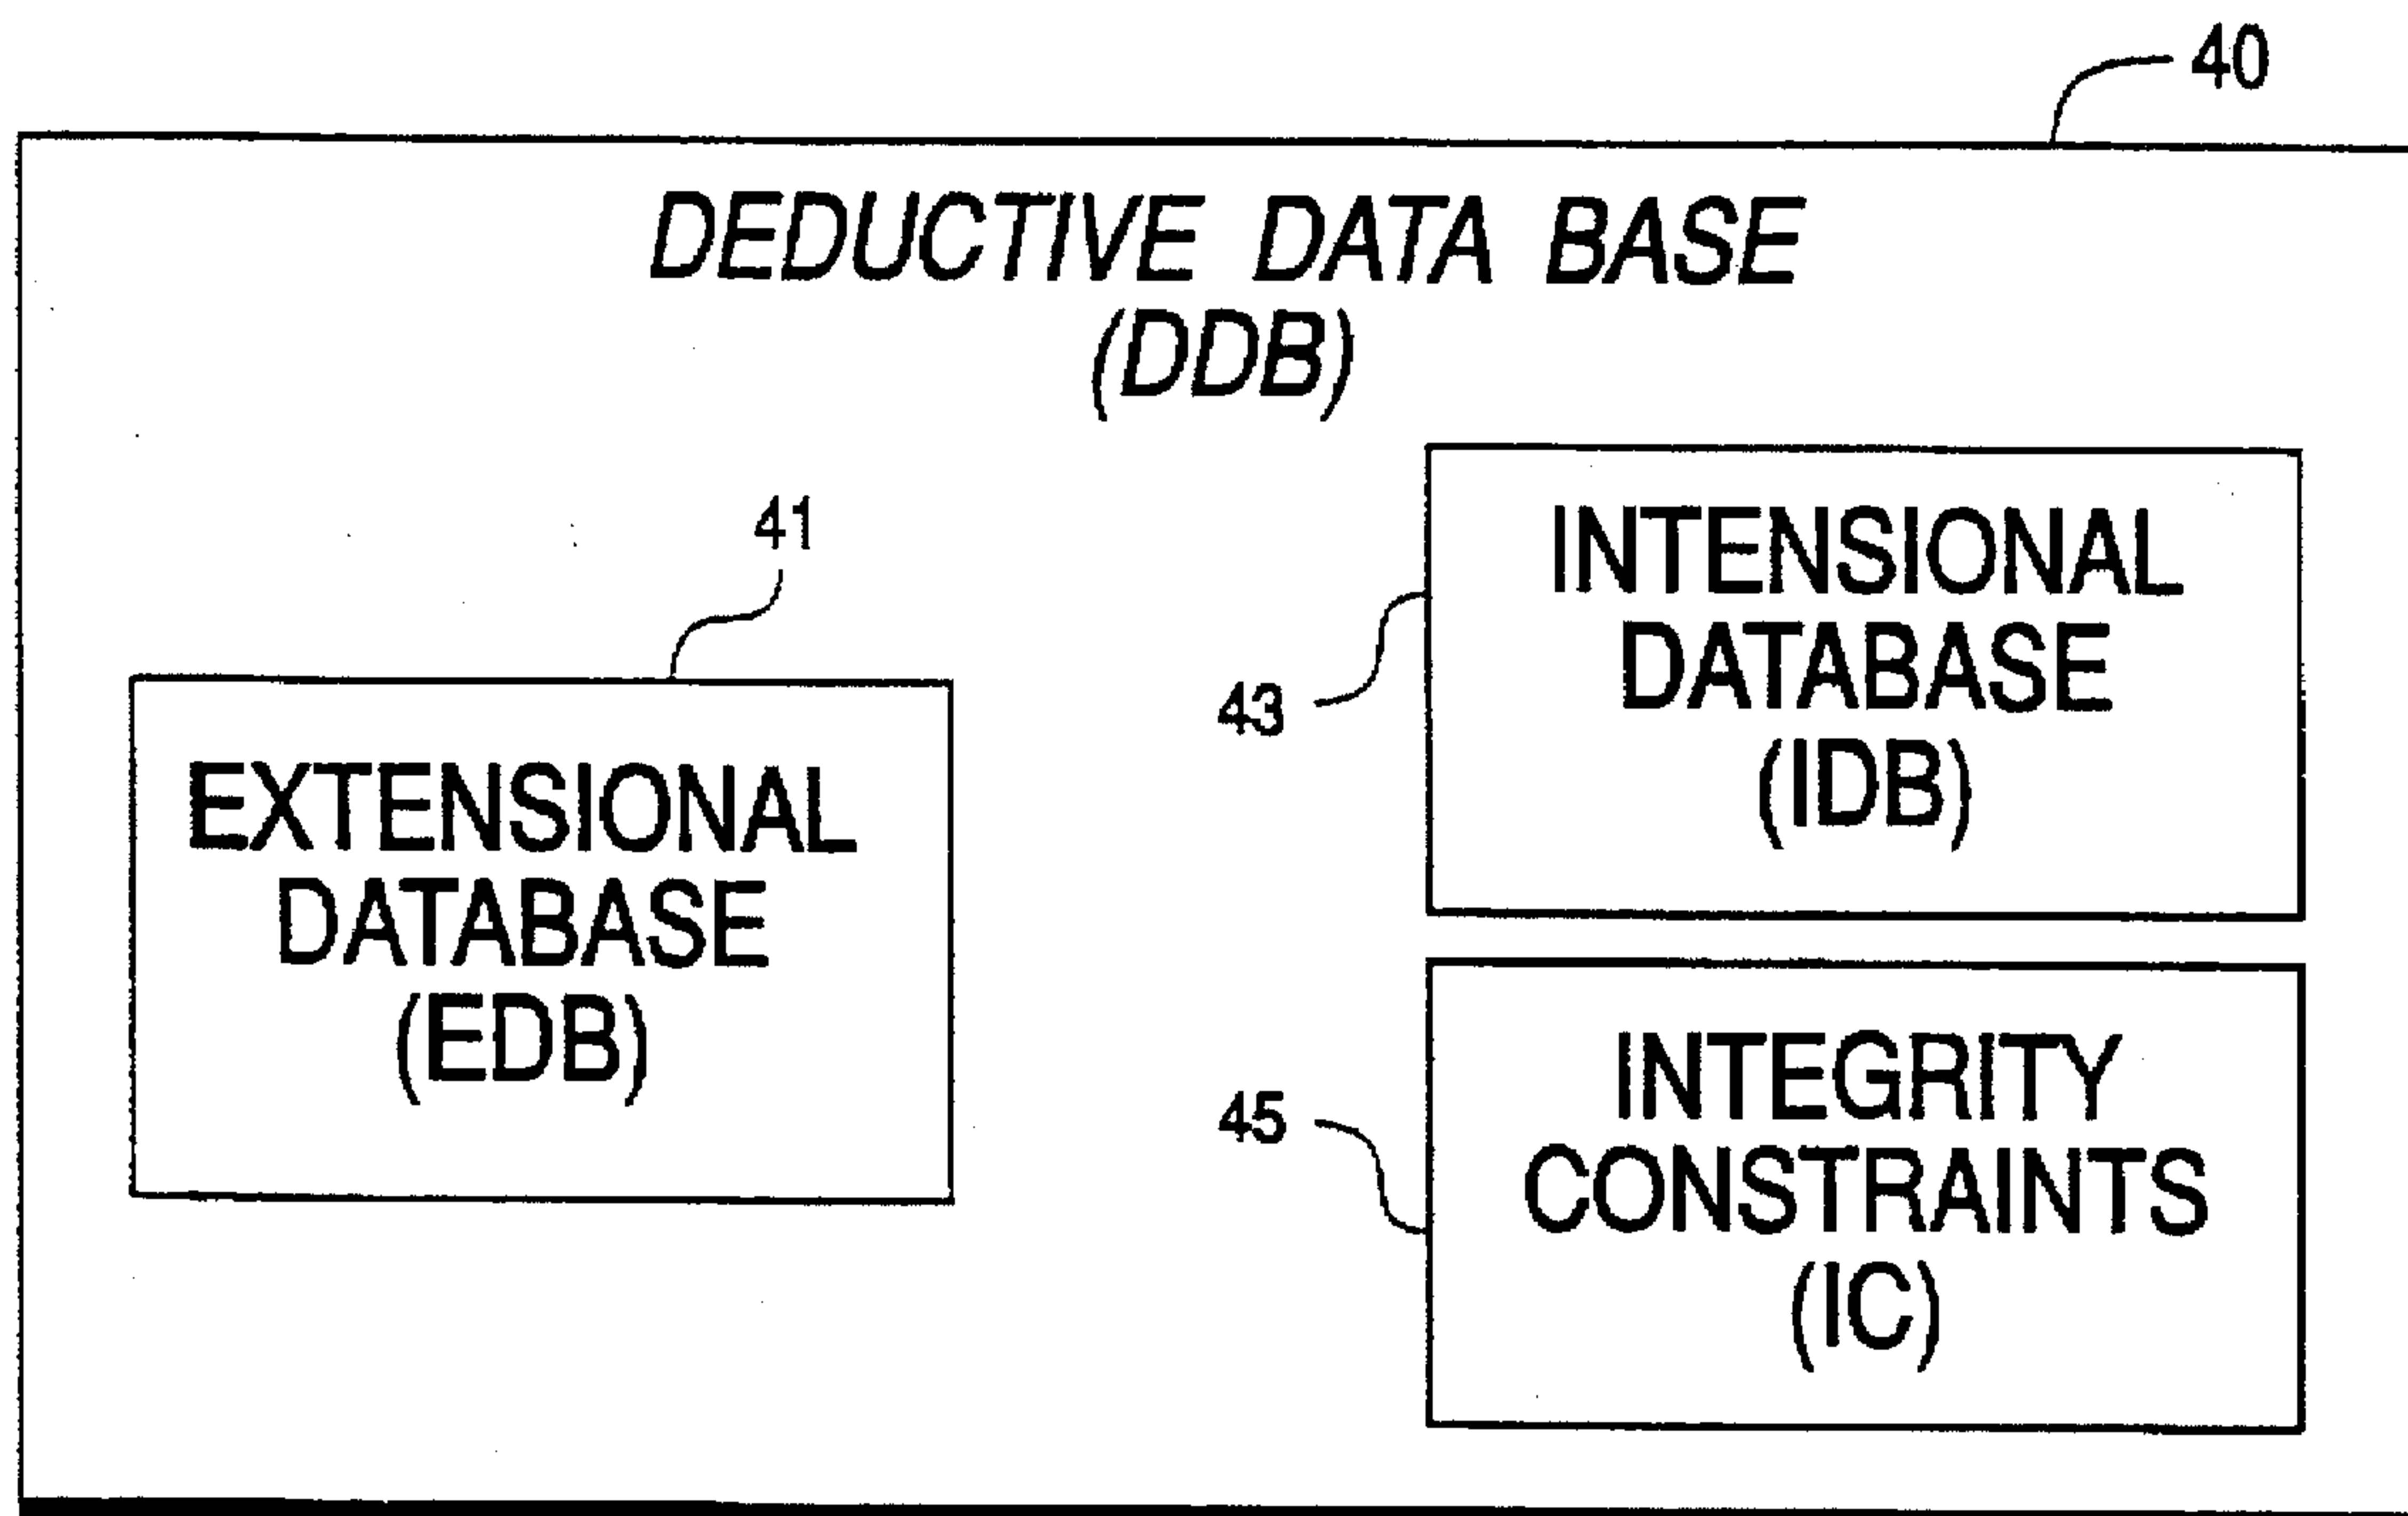 40
DEDUCTIVE DATA BASE
(DDB)
41
EXTENSIONAL
DATABASE
(EDB)
43
INTENSIONAL
DATABASE
(IDB)
45
INTEGRITY
CONSTRAINTS
(IC)